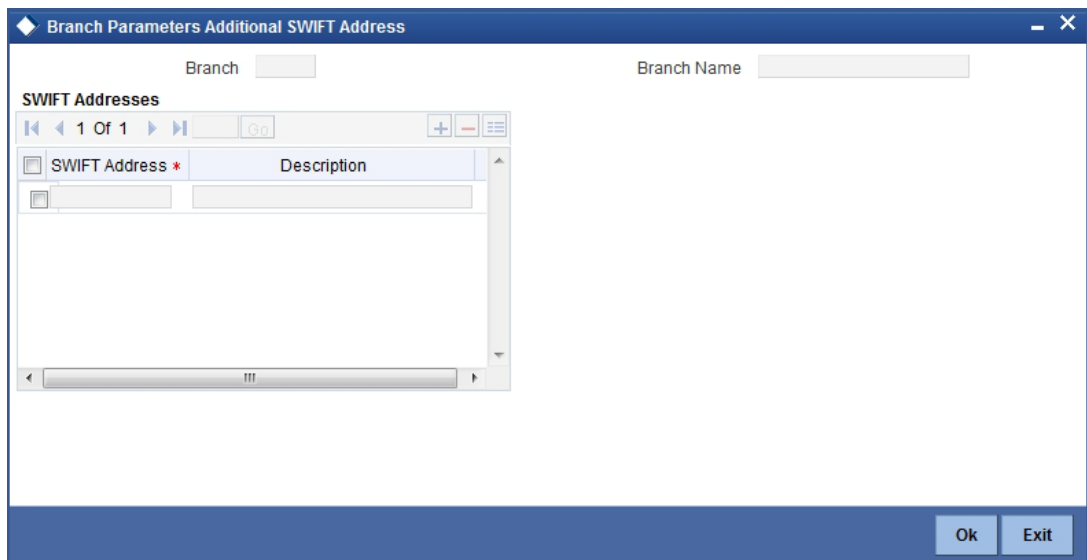 Branch Parameters Additional SWIFT Address
Branch
Branch Name
SWIFT Addresses
1 Of 1
Go
SWIFT Address * Description
Ok Exit